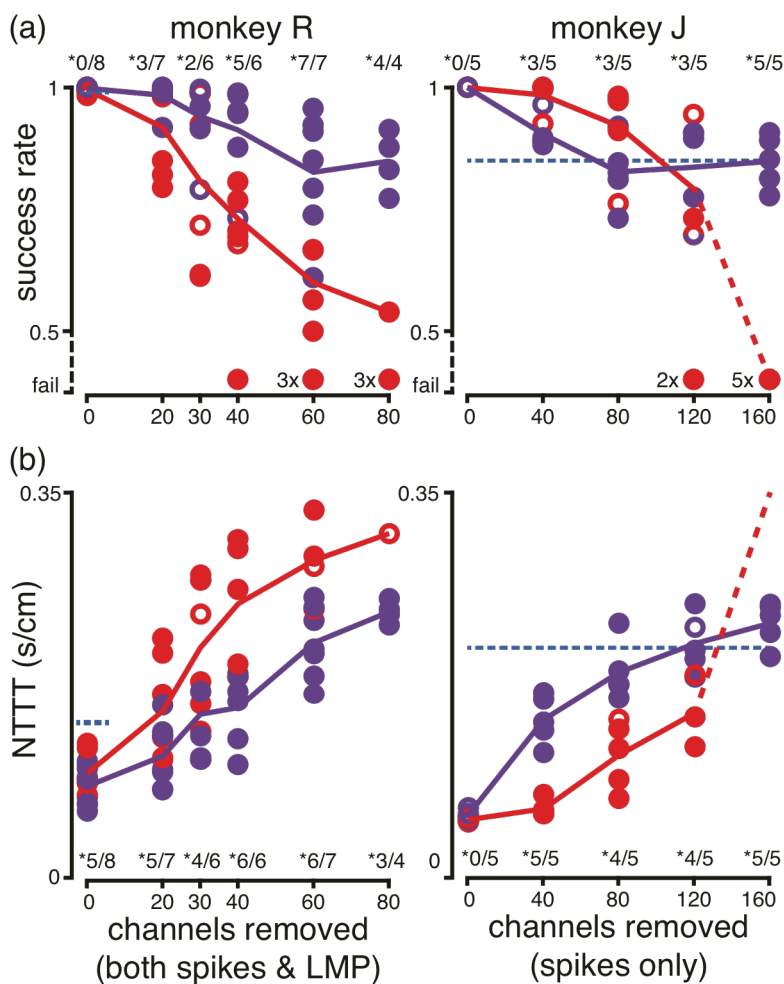 (a) monkey R monkey J
*0/8 *3/7 *2/6 *5/6 *7/7 *4/4 *0/5 *3/5 *3/5 *3/5 *5/5
1 1
success rate
0.5 0.5
fail 3x 3x fail 2x 5x
0 20 30 40 60 80 0 40 80 120 160
(b)
0.35 0.35
NTTT (s/cm)
*5/8 *5/7 *4/6 *6/6 *6/7 *3/4 *0/5 *5/5 *4/5 *4/5 *5/5
0 0
0 20 30 40 60 80 0 40 80 120 160
channels removed channels removed
(both spikes & LMP) (spikes only)